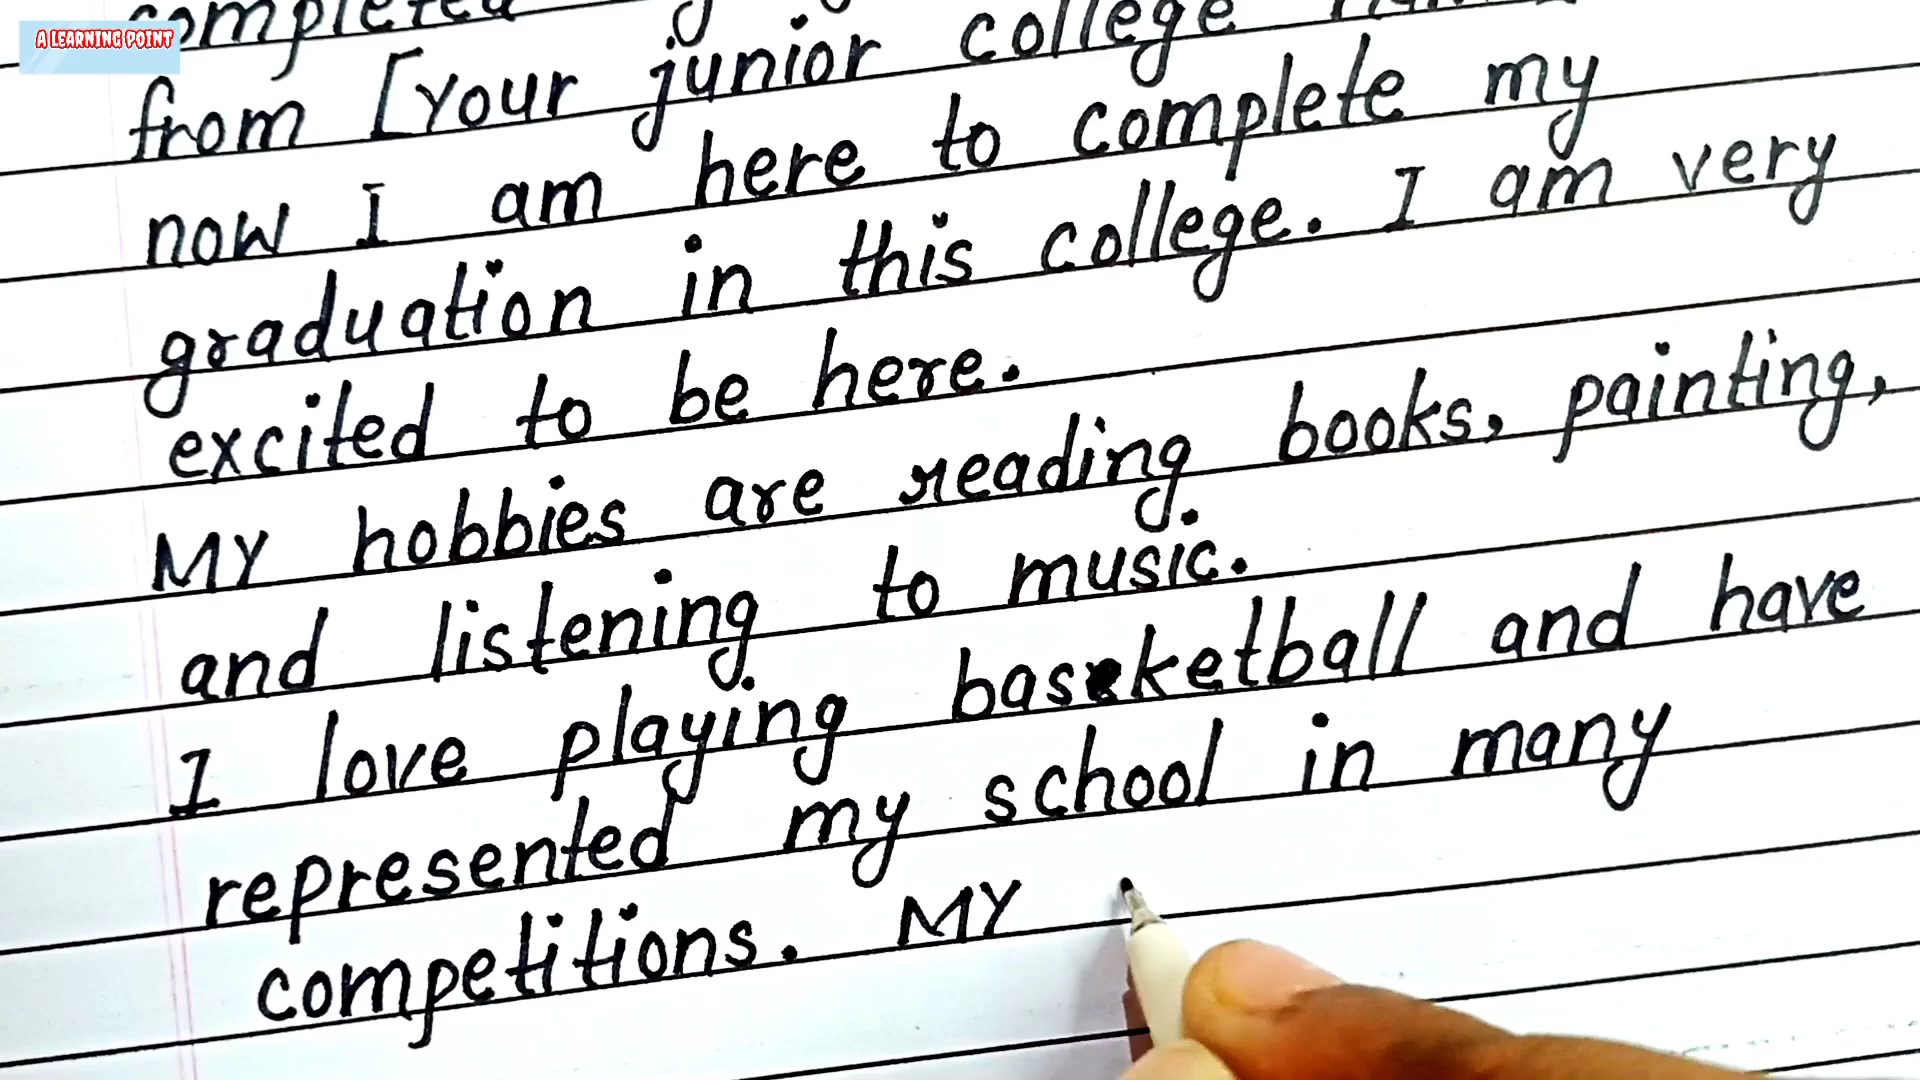 A LEARNING POINT
completed
from [Your junior college
now I am here to complete my
graduation in this college. I am very
excited to be here.
MY hobbies are reading books, painting,
and listening to music.
I love playing basketball and have
represented my school in many
competitions. MY